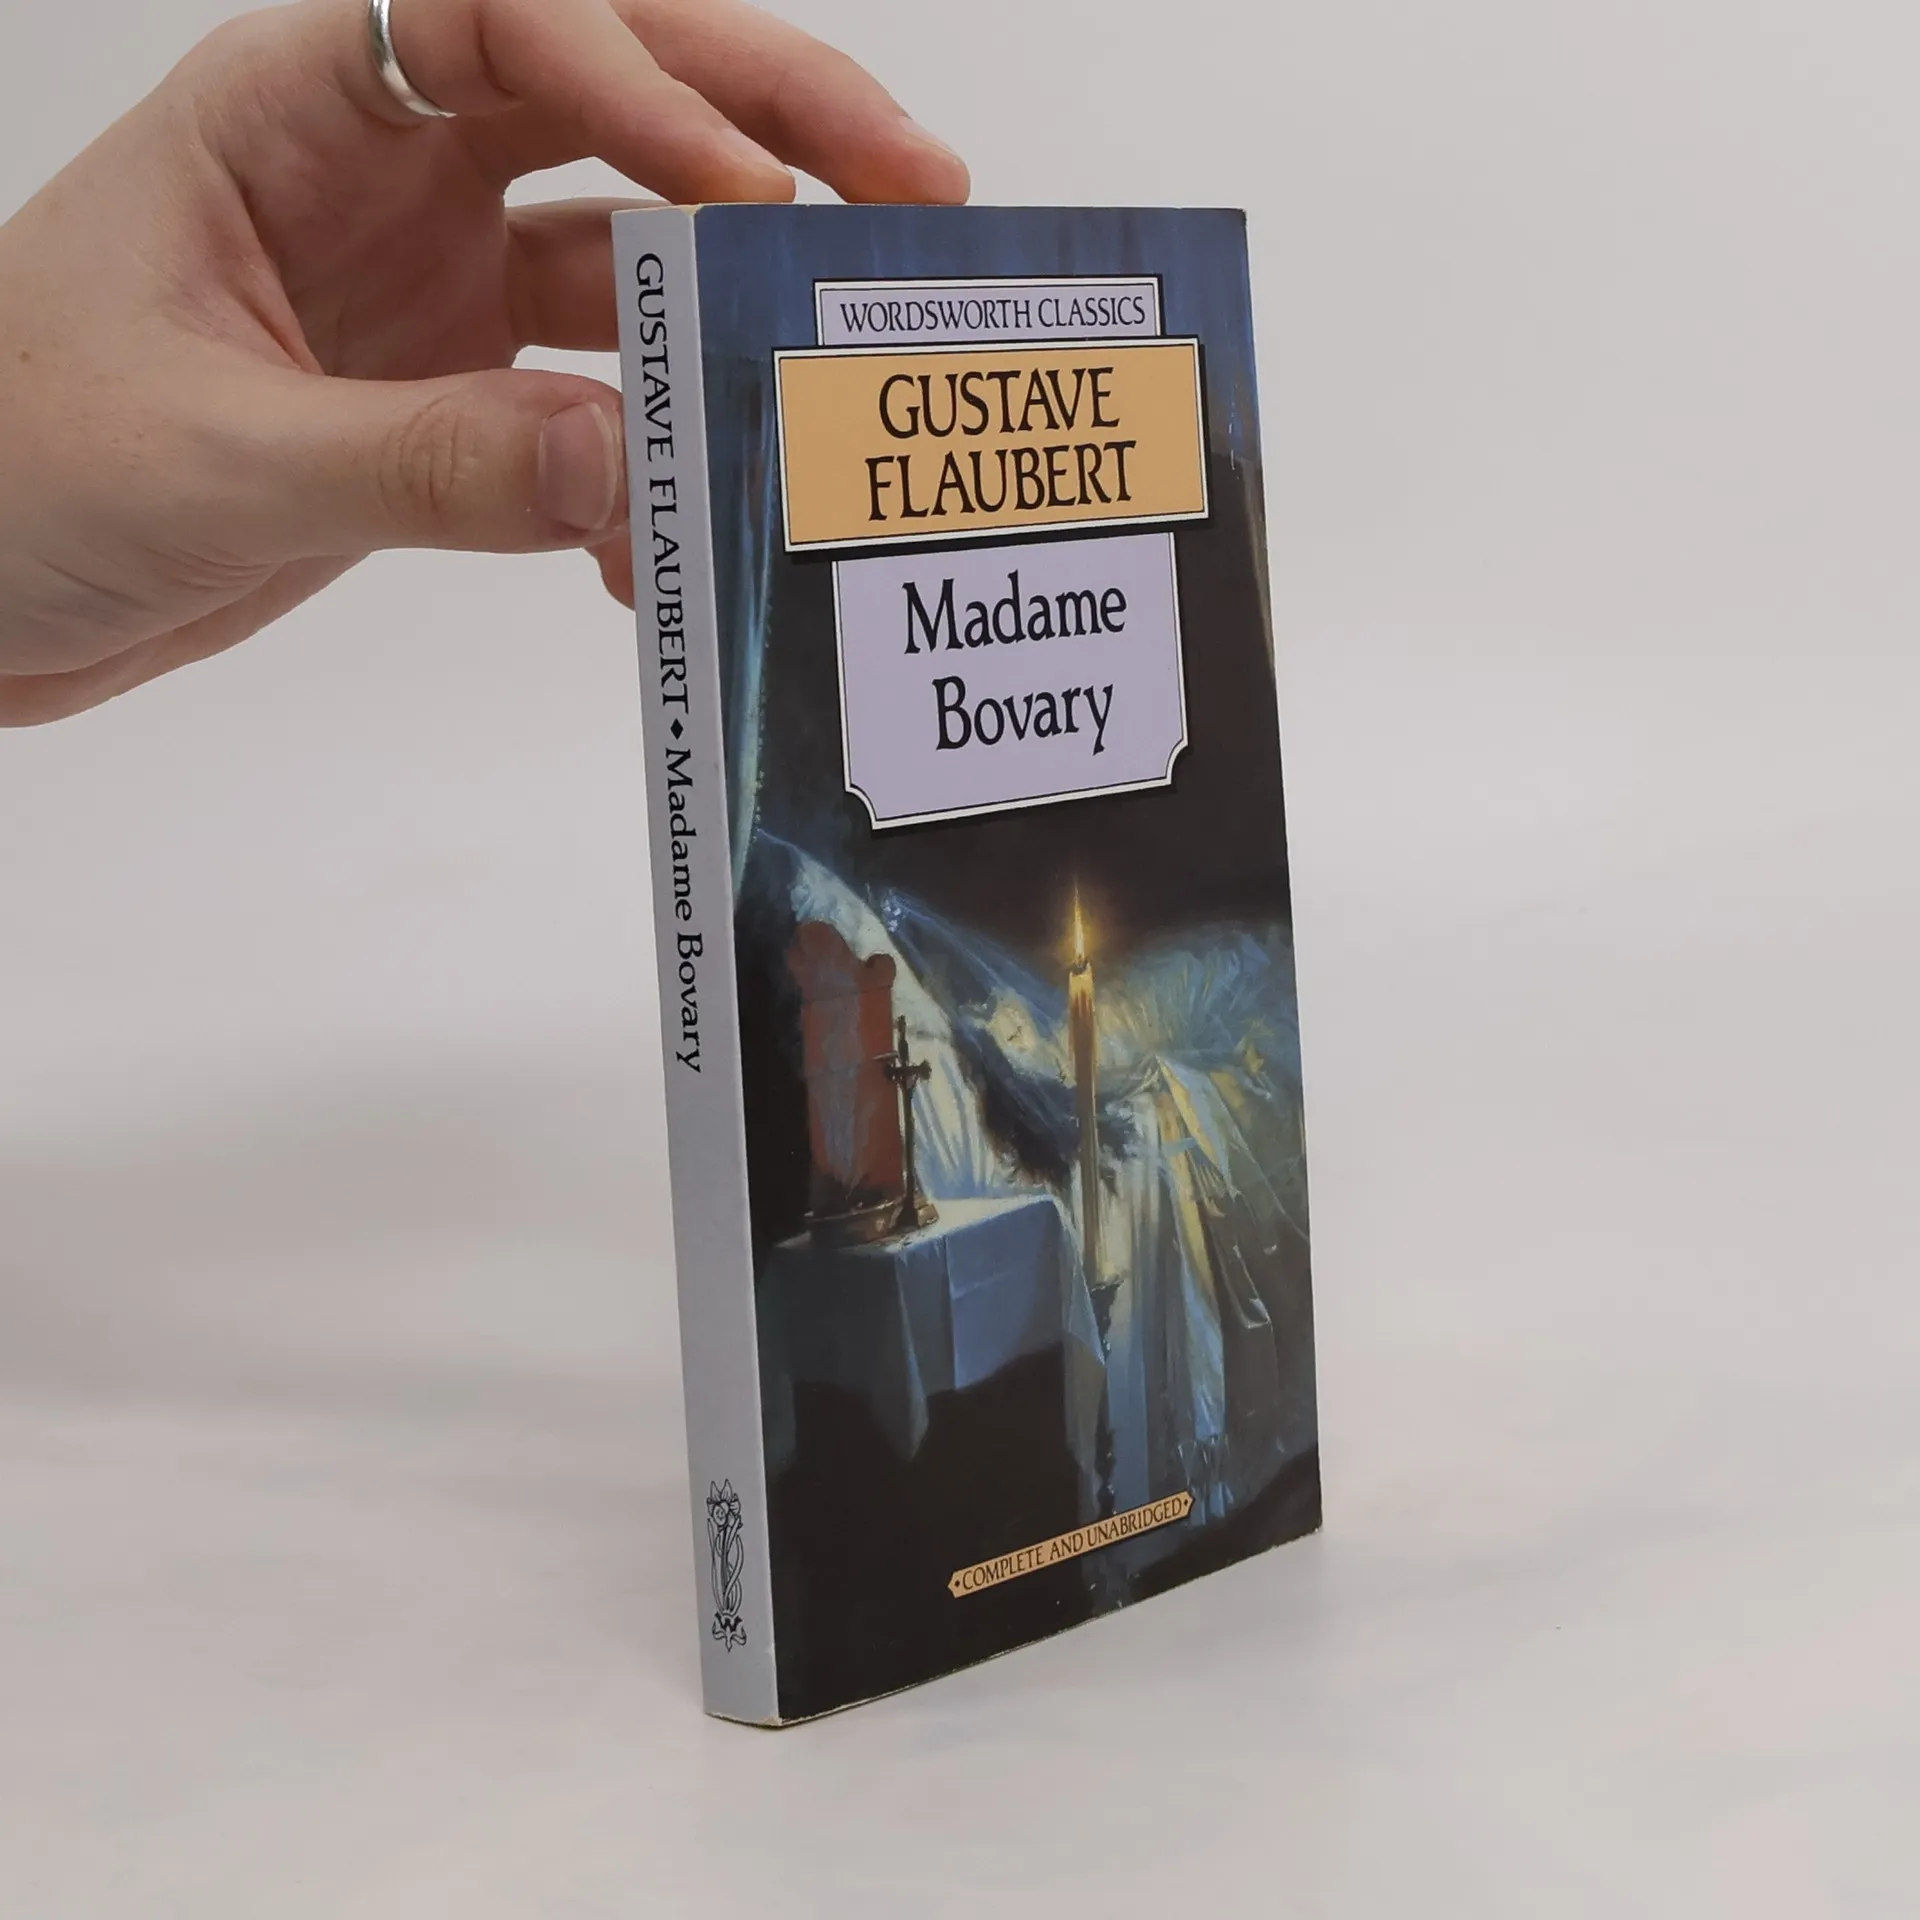 GUSTAVE FLAUBERT ♦ Madame Bovary
WORDSWORTH CLASSICS
GUSTAVE
FLAUBERT
Madame
Bovary
COMPLETE AND UNABRIDGED